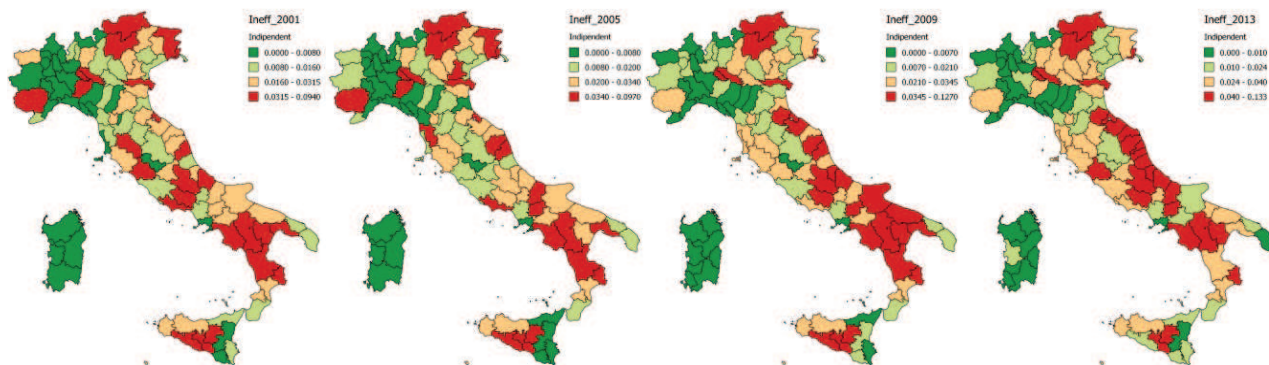 Ineff_2001
Indipendent
0.0000 - 0.0080
0.0080 - 0.0160
0.0160 - 0.0315
0.0315 - 0.0940
Ineff_2005
Indipendent
0.0000 - 0.0080
0.0080 - 0.0200
0.0200 - 0.0340
0.0340 - 0.0970
Ineff_2009
Indipendent
0.0000 - 0.0070
0.0070 - 0.0210
0.0210 - 0.0345
0.0345 - 0.1270
Ineff_2013
Indipendent
0.000 - 0.010
0.010 - 0.024
0.024 - 0.040
0.040 - 0.133